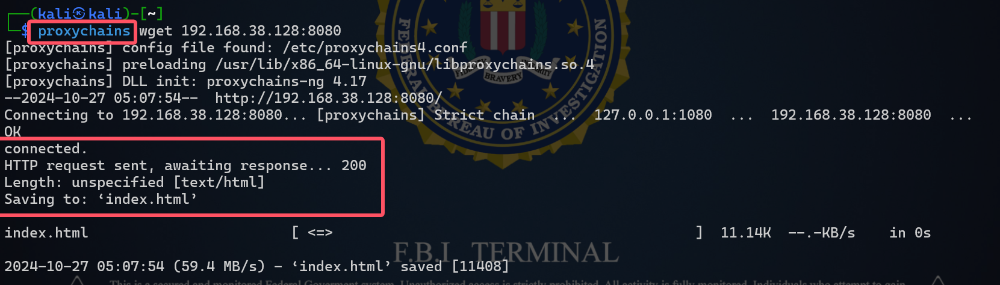 ┌──(kali㉿kali)-[~]
└─$ proxychains wget 192.168.38.128:8080
[proxychains] config file found: /etc/proxychains4.conf
[proxychains] preloading /usr/lib/x86_64-linux-gnu/libproxychains.so.4
[proxychains] DLL init: proxychains-ng 4.17
--2024-10-27 05:07:54--  http://192.168.38.128:8080/
Connecting to 192.168.38.128:8080... [proxychains] Strict chain  ...  127.0.0.1:1080  ...  192.168.38.128:8080  ...
OK
connected.
HTTP request sent, awaiting response... 200
Length: unspecified [text/html]
Saving to: ‘index.html’
index.html                        [ <=>                                           ]  11.14K  --.-KB/s    in 0s
2024-10-27 05:07:54 (59.4 MB/s) - ‘index.html’ saved [11408]
FEDERAL BUREAU OF INVESTIGATION
BRAVERY
F.B.I. TERMINAL
This is a secured and monitored Federal Goverment system. Unauthorized access is strictly prohibited. All activity is fully monitored. Individuals who attempt to gain